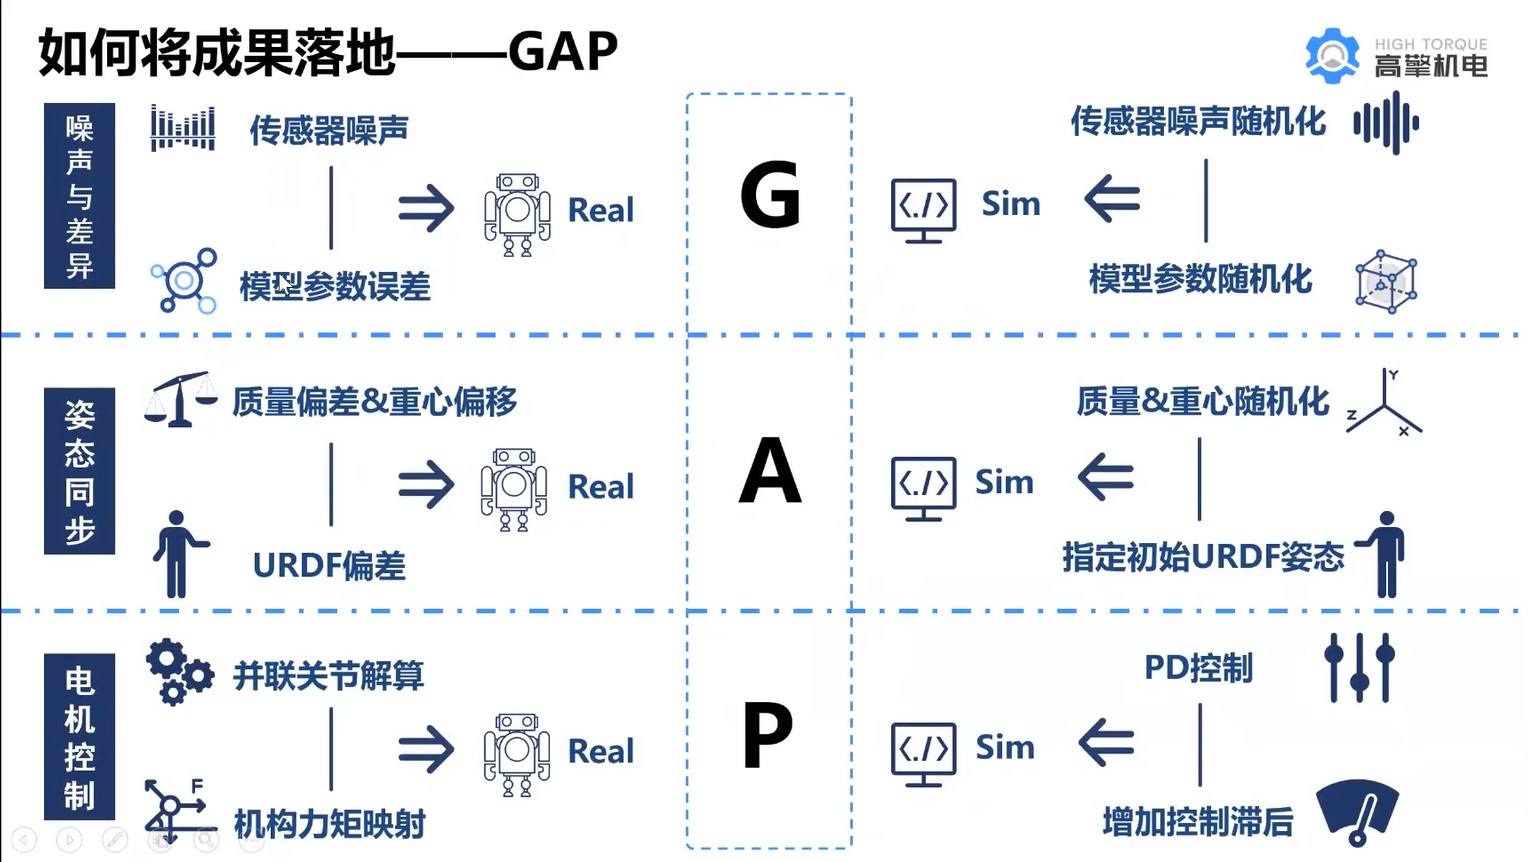 如何将成果落地——GAP
HIGH TORQUE
高擎机电
噪声与差异
传感器噪声
模型参数误差
Real
G
Sim
传感器噪声随机化
模型参数随机化
姿态同步
质量偏差&重心偏移
URDF偏差
Real
A
Sim
质量&重心随机化
Y
Z
X
指定初始URDF姿态
电机控制
并联关节解算
F
机构力矩映射
Real
P
Sim
PD控制
增加控制滞后